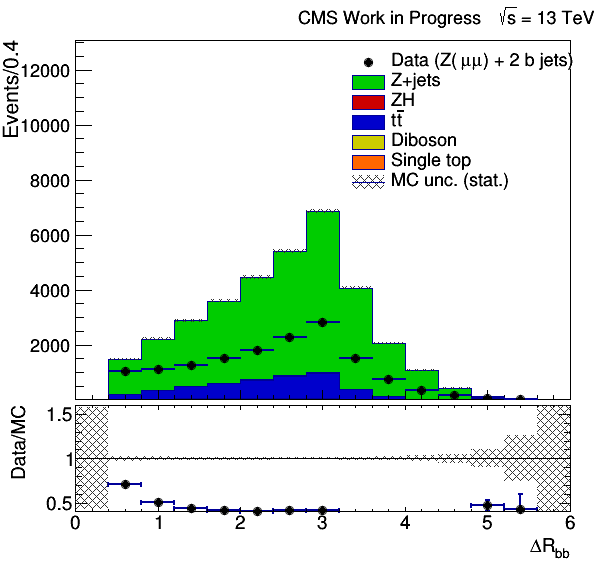 CMS Work in Progress √s = 13 TeV
Events/0.4
12000
10000
8000
6000
4000
2000
Data (Z(μμ) + 2 b jets)
Z+jets
ZH
tt̅
Diboson
Single top
MC unc. (stat.)
Data/MC
1.5
1
0.5
0 1 2 3 4 5 6
ΔR_bb